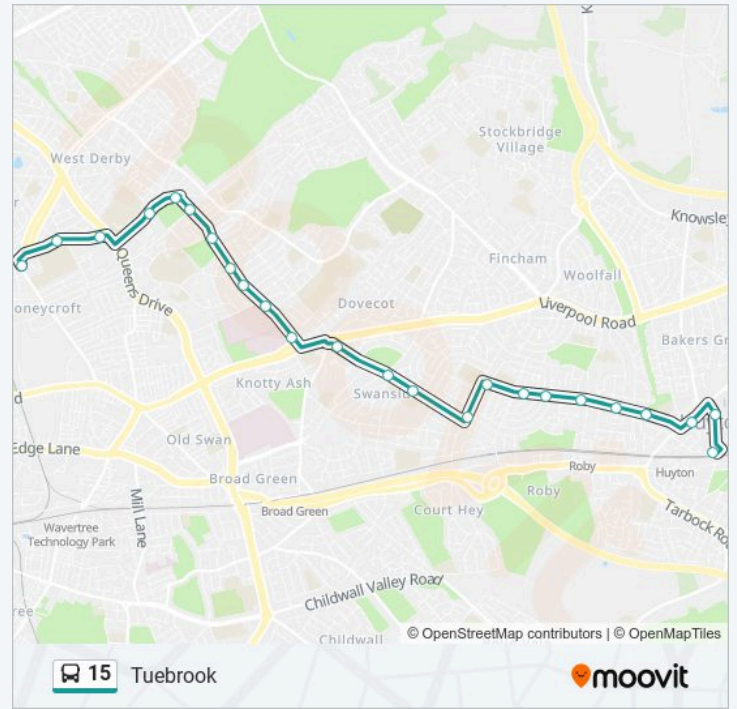 K
Stockbridge
Village
West Derby
r
Knowsley
Fincham
Woolfall
Queens Drive
oneycroft
Dovecot
Liverpool Road
Bakers Gr
d
Knotty Ash
Swansid
Old Swan
Edge Lane
Roby
Huyton
Broad Green
Mill Lane
Court Hey
Roby
Broad Green
Tarbock Ro
Wavertree
Technology Park
Childwall Valley Road
ree
Childwall
© OpenStreetMap contributors | © OpenMapTiles
15 Tuebrook
moovit